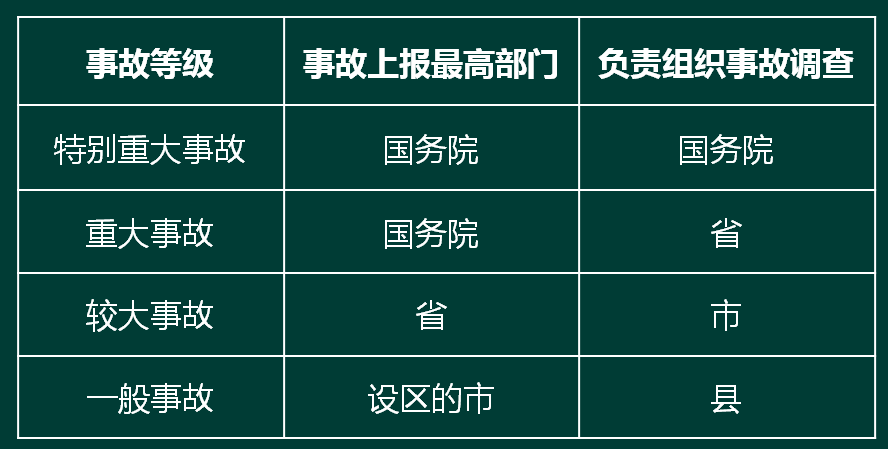 事故等级 事故上报最高部门 负责组织事故调查
特别重大事故 国务院 国务院
重大事故 国务院 省
较大事故 省 市
一般事故 设区的市 县